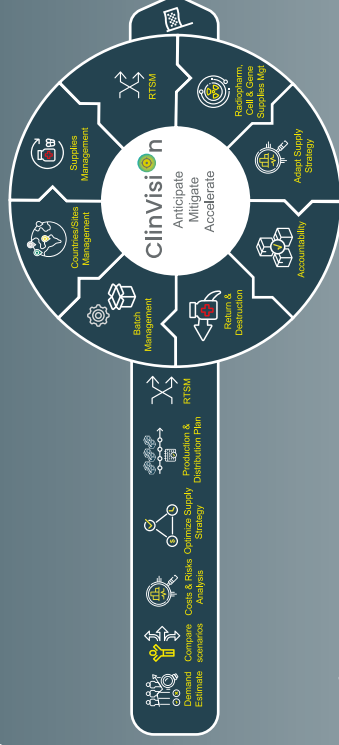 Demand
Estimate
Compare
scenarios
Costs & Risks
Analysis
Optimize Supply
Strategy
Production &
Distribution Plan
RTSM
Batch
Management
Countries/Sites
Management
Supplies
Management
RTSM
Radiopharm,
Cell & Gene
Supplies Mgt
Adapt Supply
Strategy
Accountability
Return &
Destruction
ClinVision
Anticipate
Mitigate
Accelerate